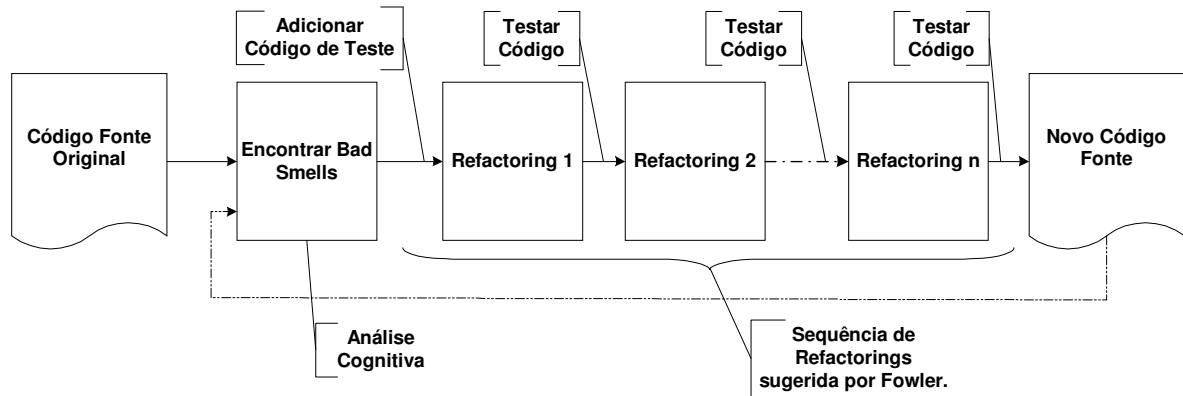 Adicionar
Código de Teste
Testar
Código
Testar
Código
Testar
Código
Código Fonte
Original
Encontrar Bad
Smells
Refactoring 1
Refactoring 2
Refactoring n
Novo Código
Fonte
Análise
Cognitiva
Sequência de
Refactorings
sugerida por Fowler.